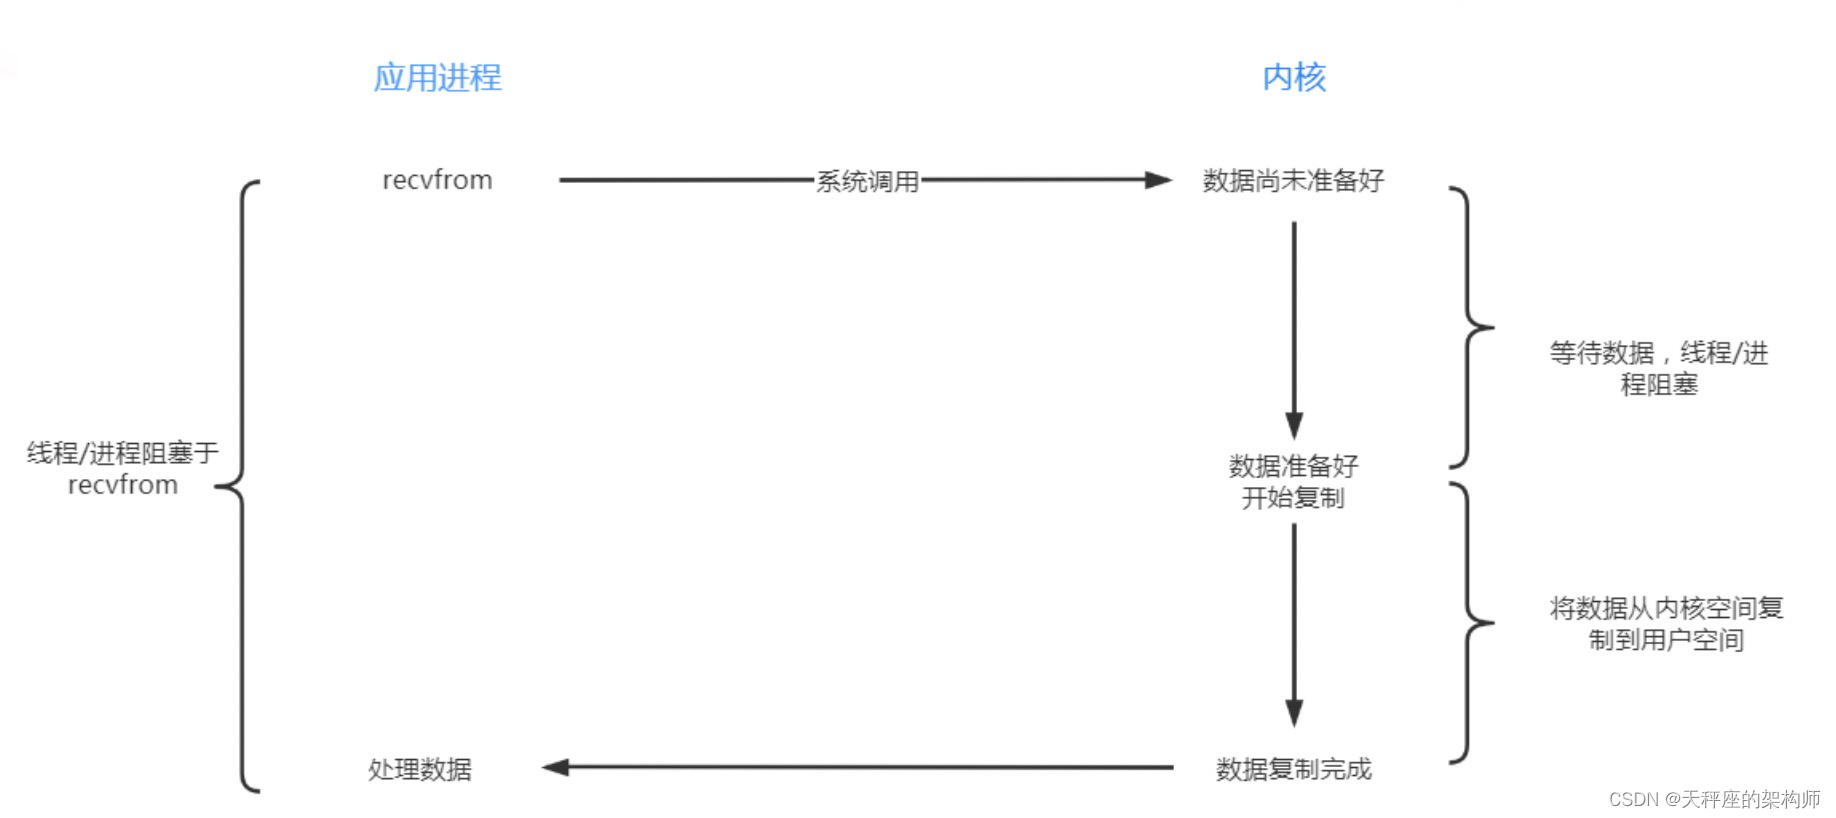 应用进程
内核
recvfrom
系统调用
数据尚未准备好
等待数据，线程/进
程阻塞
线程/进程阻塞于
recvfrom
数据准备好
开始复制
将数据从内核空间复
制到用户空间
处理数据
数据复制完成
CSDN @天秤座的架构师